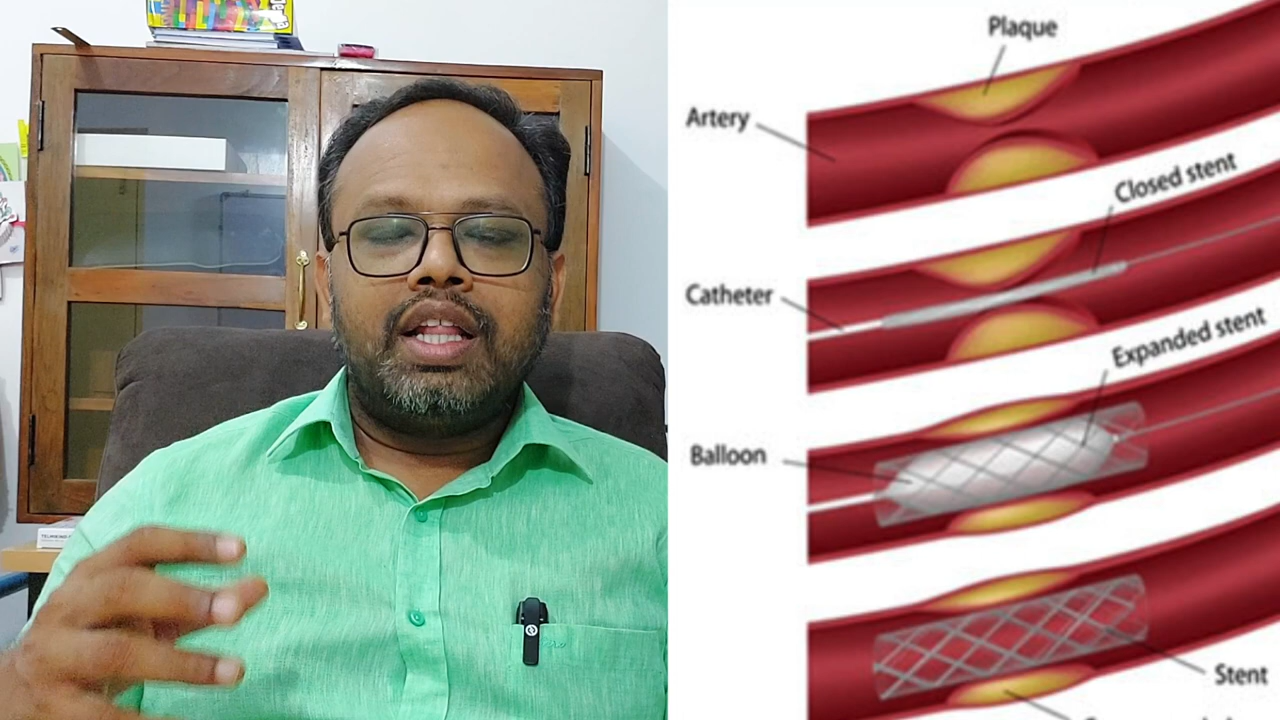 Plaque
Artery
Closed stent
Catheter
Expanded stent
Balloon
Stent